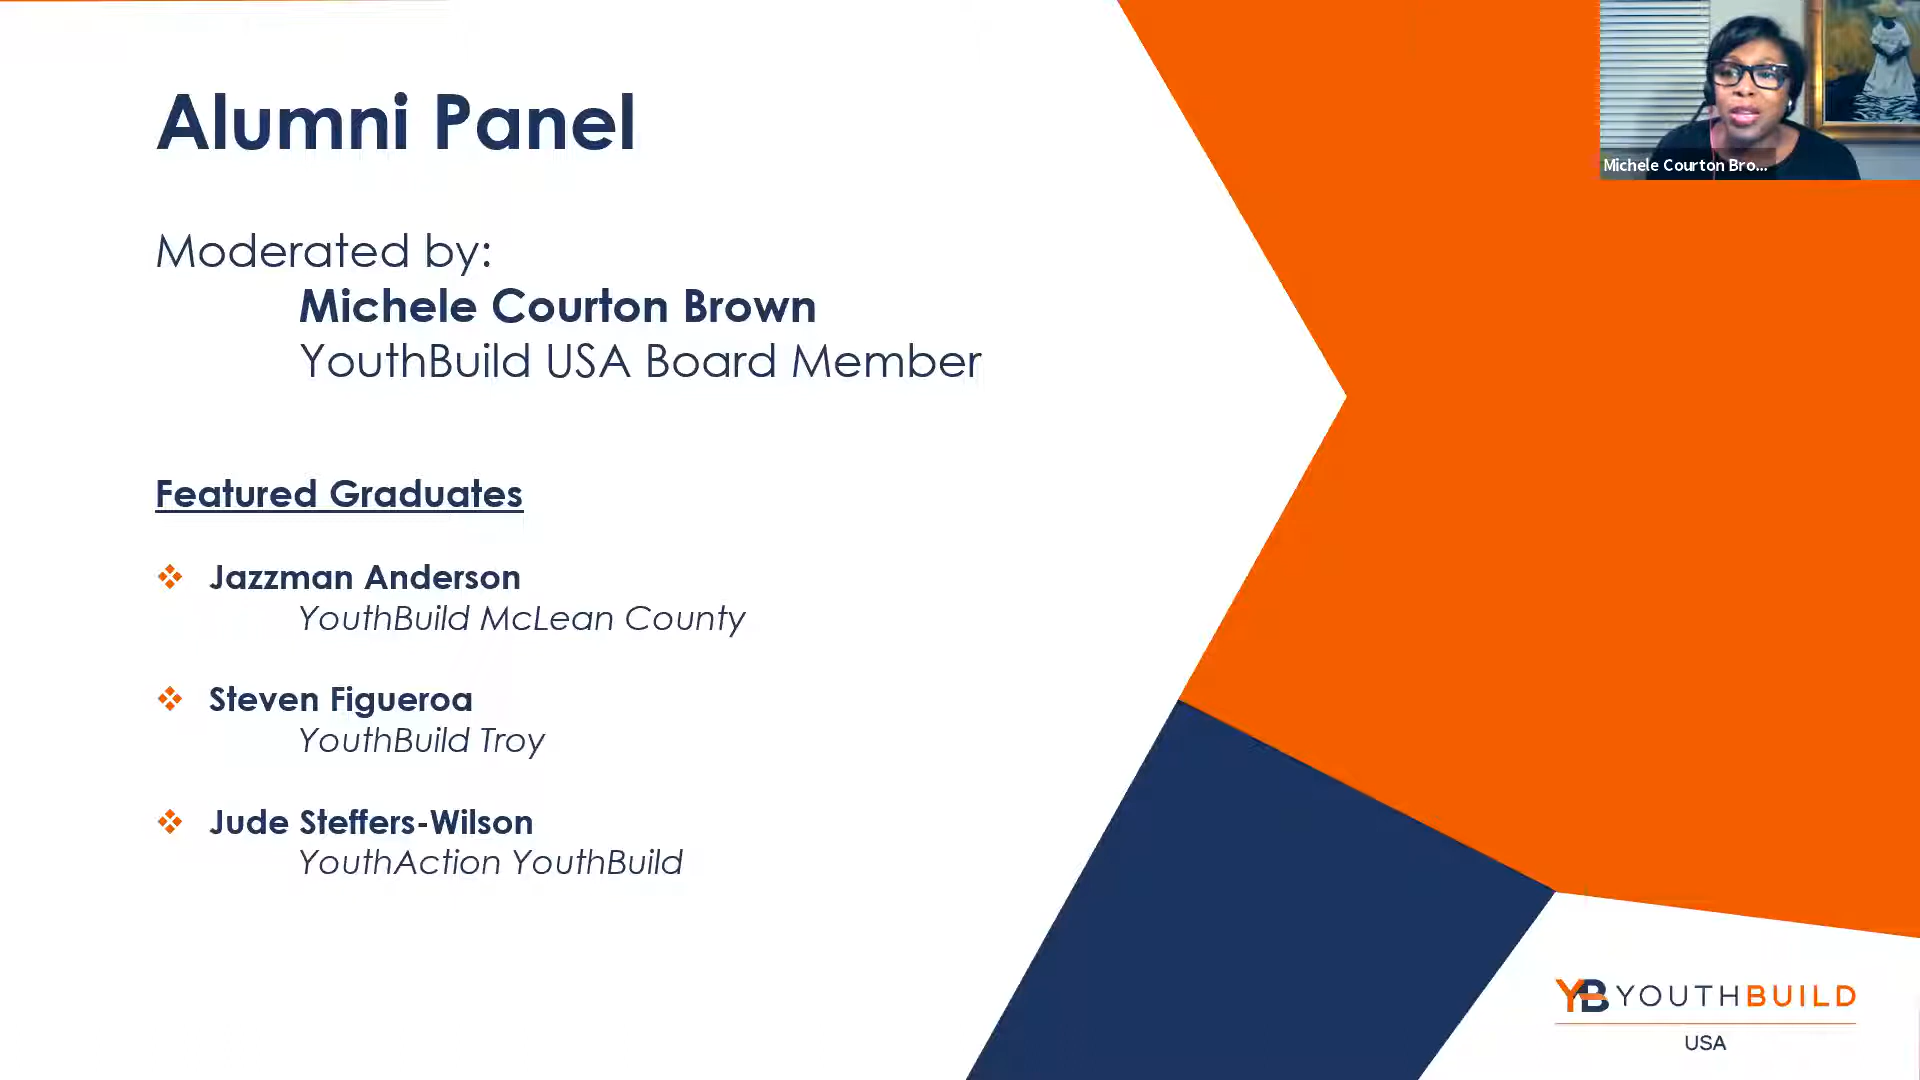 Alumni Panel
Moderated by:
Michele Courton Brown
YouthBuild USA Board Member
Featured Graduates
❖ Jazzman Anderson
YouthBuild McLean County
❖ Steven Figueroa
YouthBuild Troy
❖ Jude Steffers-Wilson
YouthAction YouthBuild
Michele Courton Bro...
YB YOUTHBUILD
USA